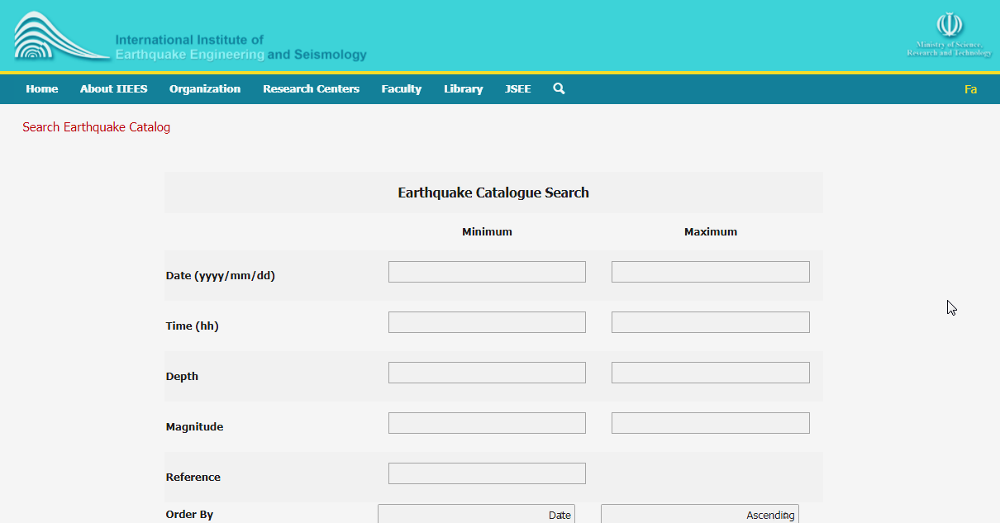 International Institute of
Earthquake Engineering and Seismology
Ministry of Science,
Research and Technology
Home About IIEES Organization Research Centers Faculty Library JSEE Fa
Search Earthquake Catalog
Earthquake Catalogue Search
Minimum Maximum
Date (yyyy/mm/dd)
Time (hh)
Depth
Magnitude
Reference
Order By Date Ascending